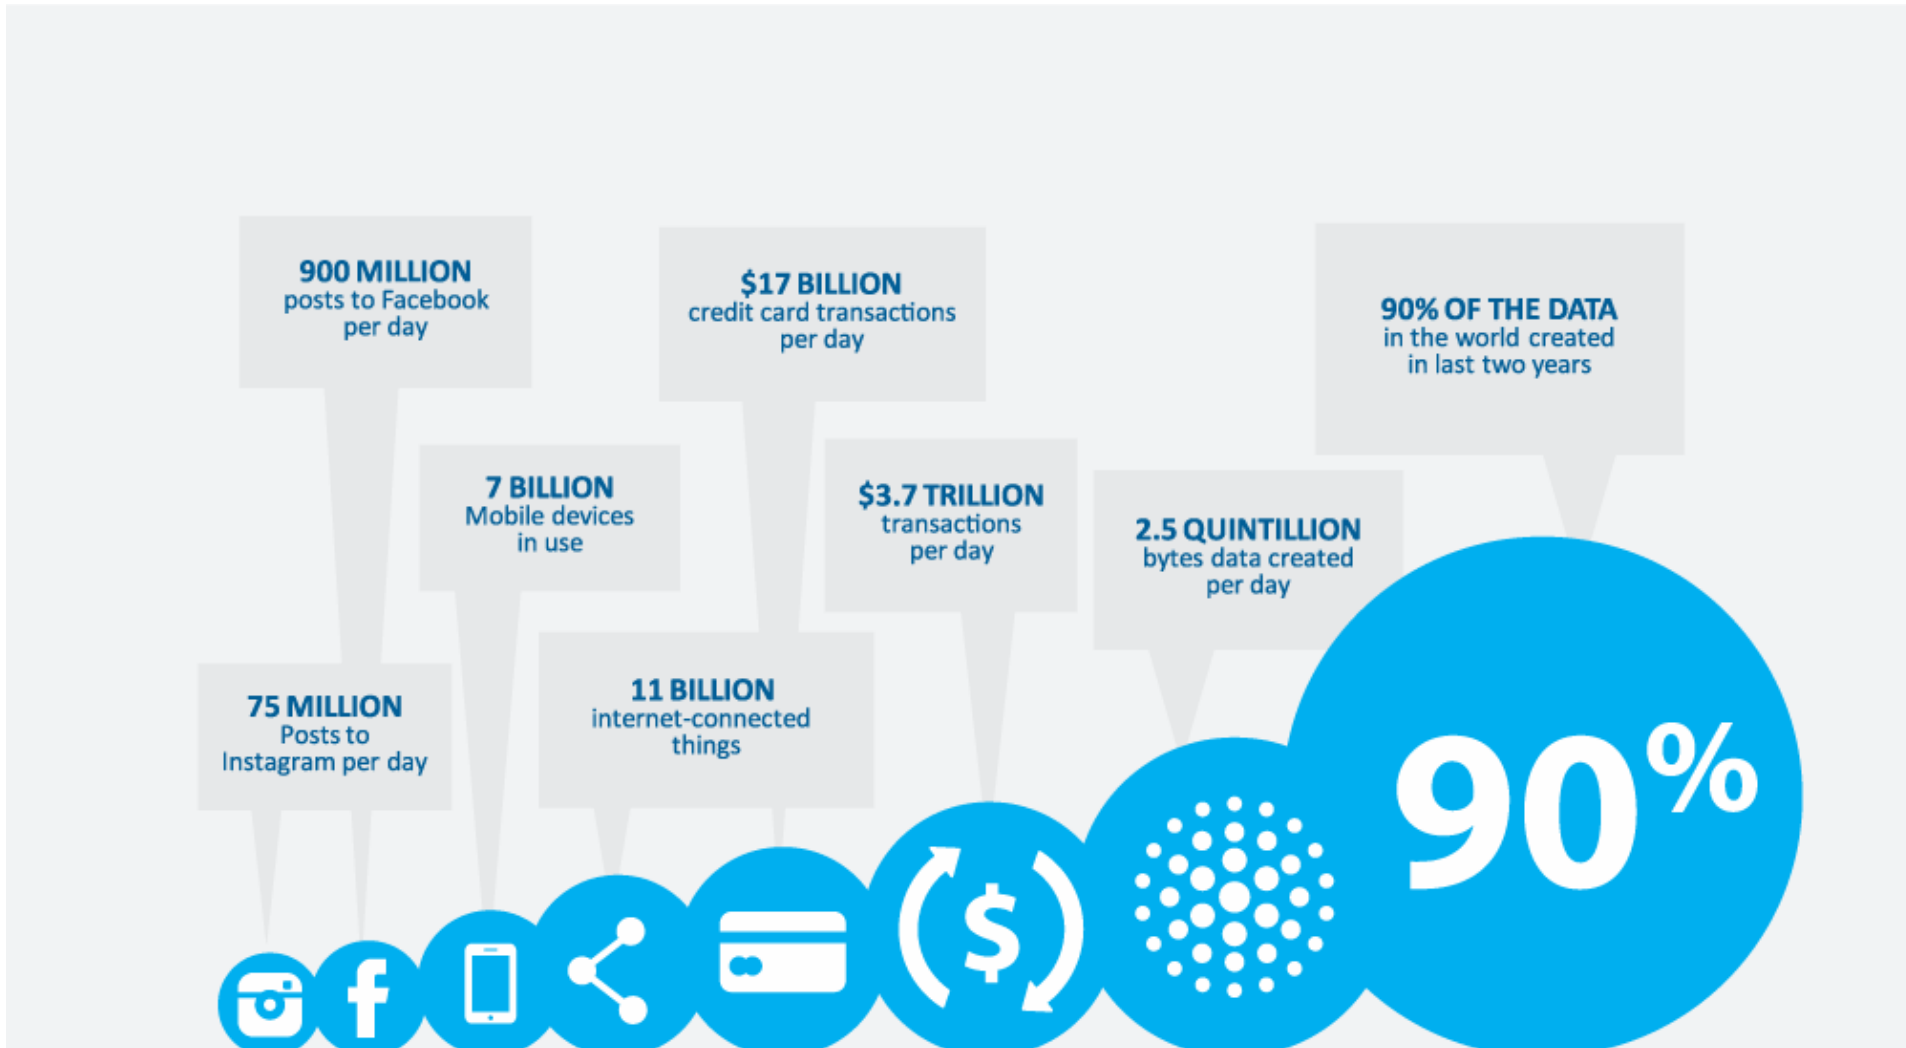 900 MILLION
posts to Facebook
per day
$17 BILLION
credit card transactions
per day
90% OF THE DATA
in the world created
in last two years
7 BILLION
Mobile devices
in use
$3.7 TRILLION
transactions
per day
2.5 QUINTILLION
bytes data created
per day
75 MILLION
Posts to
Instagram per day
11 BILLION
internet-connected
things
$
90%